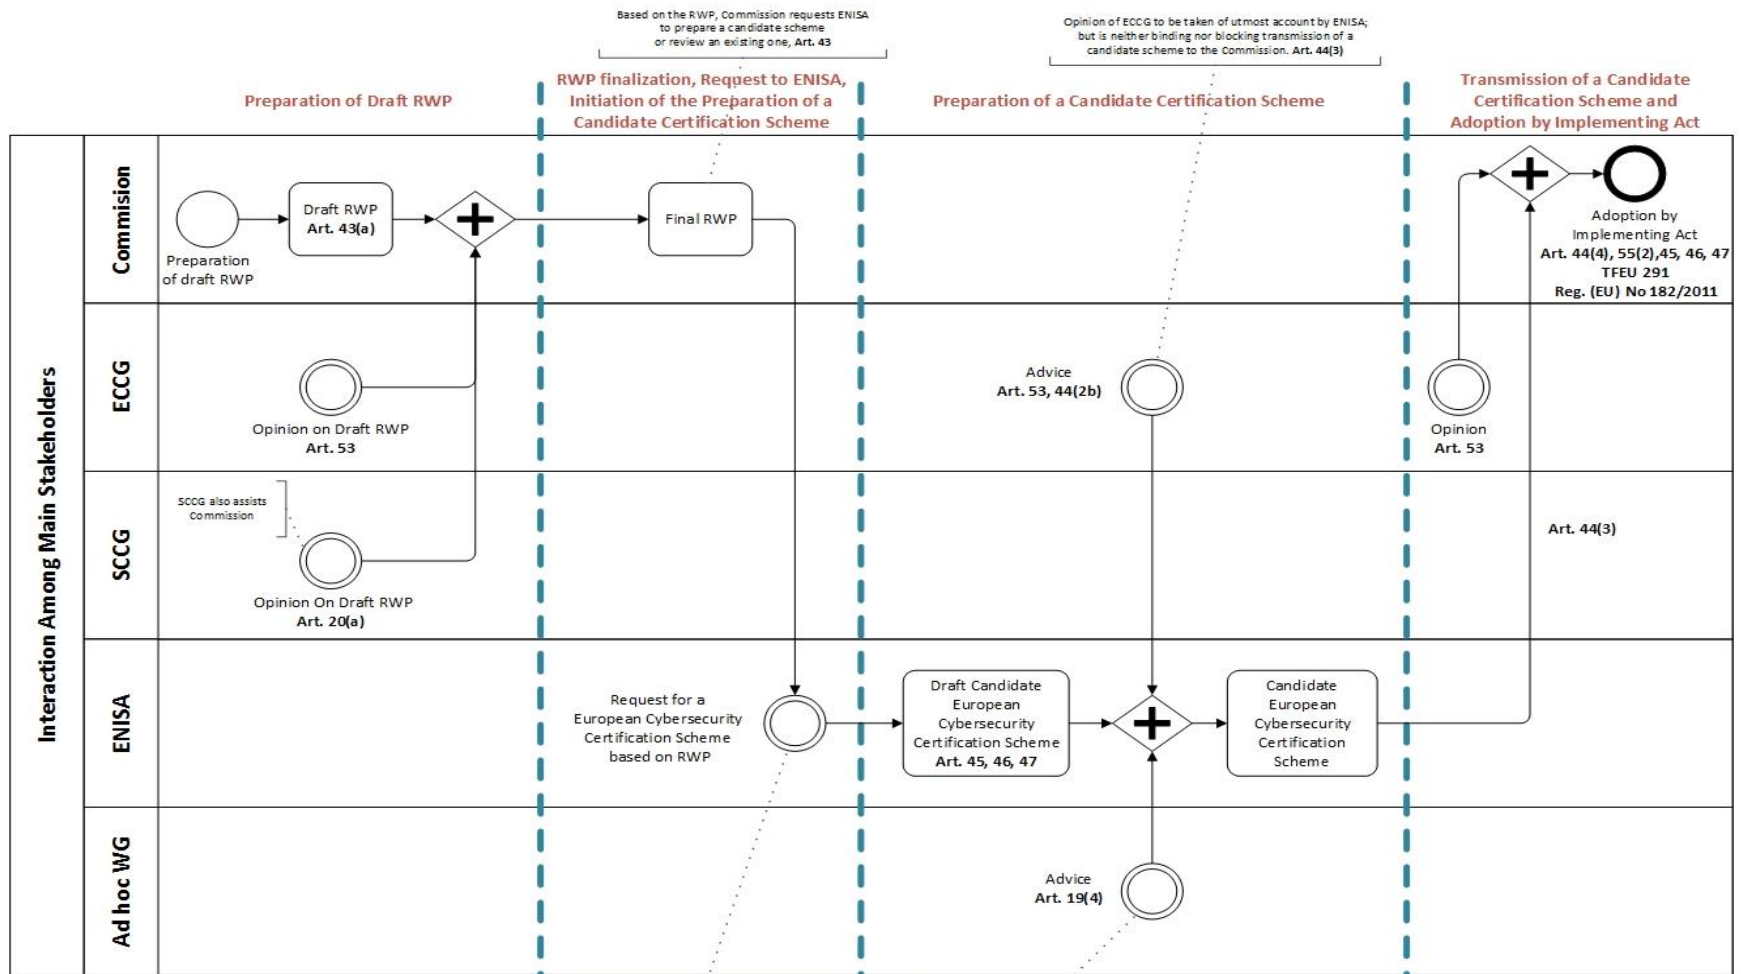 Based on the RWP, Commission requests ENISA
to prepare a candidate scheme
or review an existing one, Art. 43
Opinion of ECCG to be taken of utmost account by ENISA;
but is neither binding nor blocking transmission of a
candidate scheme to the Commission. Art. 44(3)
Preparation of Draft RWP
RWP finalization, Request to ENISA,
Initiation of the Preparation of a
Candidate Certification Scheme
Preparation of a Candidate Certification Scheme
Transmission of a Candidate
Certification Scheme and
Adoption by Implementing Act
Interaction Among Main Stakeholders
Commision
Preparation
of draft RWP
Draft RWP
Art. 43(a)
Final RWP
Adoption by
Implementing Act
Art. 44(4), 55(2),45, 46, 47
TFEU 291
Reg. (EU) No 182/2011
ECCG
Opinion on Draft RWP
Art. 53
Advice
Art. 53, 44(2b)
Opinion
Art. 53
SCCG
SCCG also assists
Commission
Opinion On Draft RWP
Art. 20(a)
Art. 44(3)
ENISA
Request for a
European Cybersecurity
Certification Scheme
based on RWP
Draft Candidate
European
Cybersecurity
Certification Scheme
Art. 45, 46, 47
Candidate
European
Cybersecurity
Certification
Scheme
Ad hoc WG
Advice
Art. 19(4)